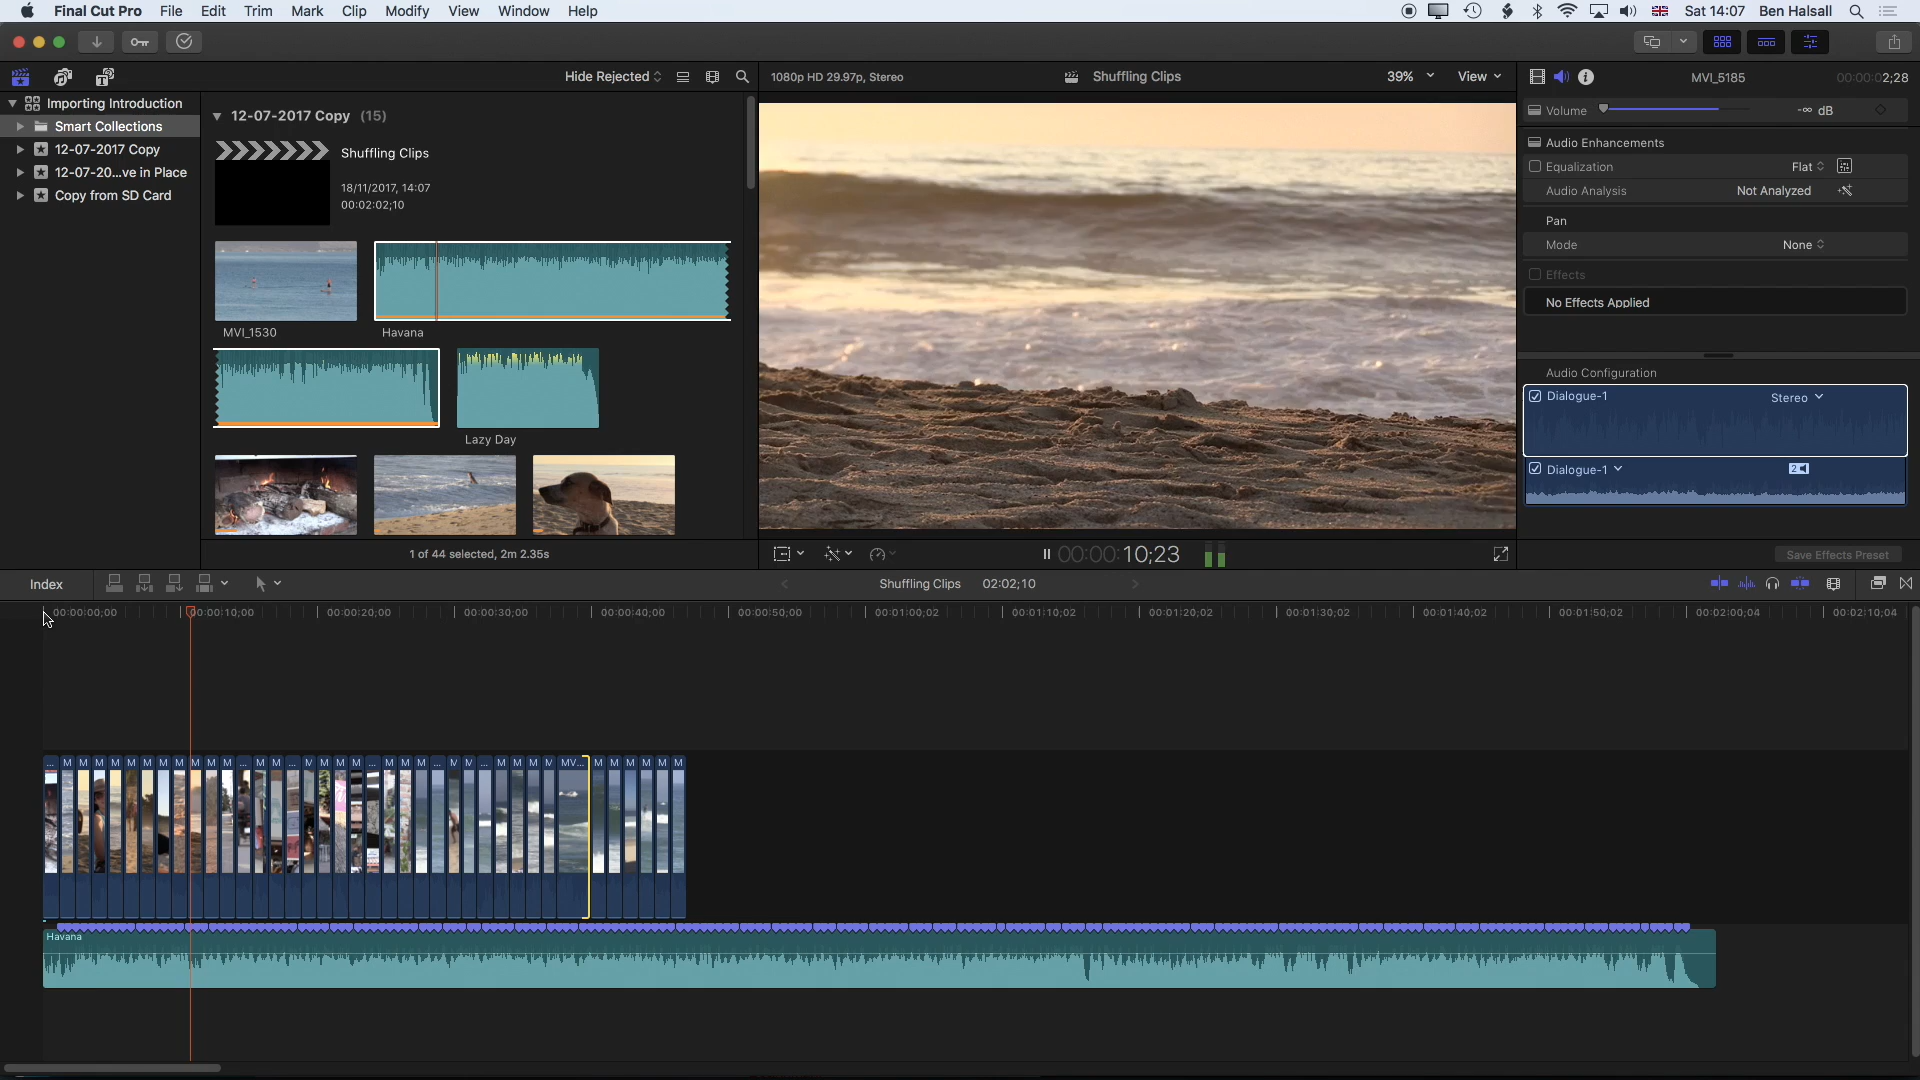 Final Cut Pro File Edit Trim Mark Clip Modify View Window Help Sat 14:07 Ben Halsall
Hide Rejected 1080p HD 29.97p, Stereo Shuffling Clips 39% View MVI_5185 00:00:02;28
Importing Introduction
Smart Collections
12-07-2017 Copy
12-07-20...ve in Place
Copy from SD Card
12-07-2017 Copy (15)
Shuffling Clips
18/11/2017, 14:07
00:02:02;10
MVI_1530 Havana
Lazy Day
1 of 44 selected, 2m 2.35s
00:00:10;23
Volume -∞ dB
Audio Enhancements
Equalization Flat
Audio Analysis Not Analyzed
Pan
Mode None
Effects
No Effects Applied
Audio Configuration
Dialogue-1 Stereo
Dialogue-1 2
Save Effects Preset
Index Shuffling Clips 02:02;10
00:00:00;00 00:00:10;00 00:00:20;00 00:00:30;00 00:00:40;00 00:00:50;00 00:01:00;02 00:01:10;02 00:01:20;02 00:01:30;02 00:01:40;02 00:01:50;02 00:02:00;04 00:02:10;04
... M M M M M M M M M M M ... M M ... M M M M ... M M M ... M M ... M M M M MV... M M M M M M
Havana